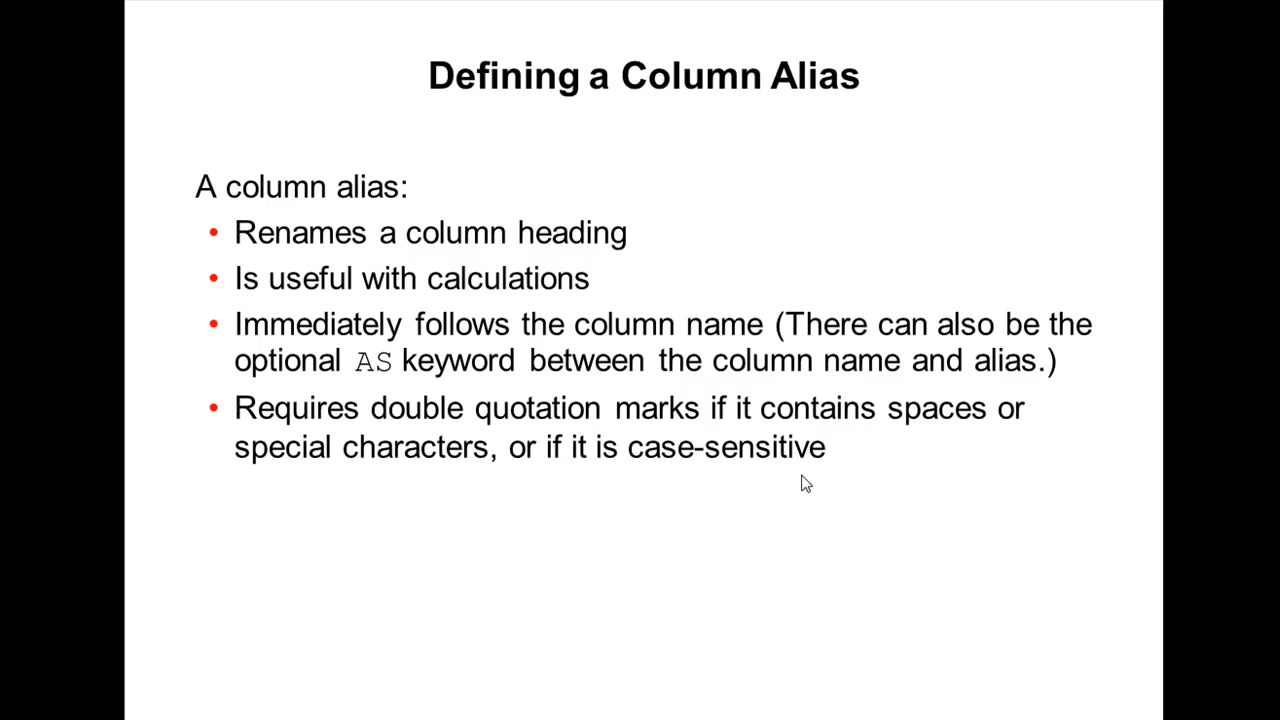 Defining a Column Alias
A column alias:
• Renames a column heading
• Is useful with calculations
• Immediately follows the column name (There can also be the
optional AS keyword between the column name and alias.)
• Requires double quotation marks if it contains spaces or
special characters, or if it is case-sensitive